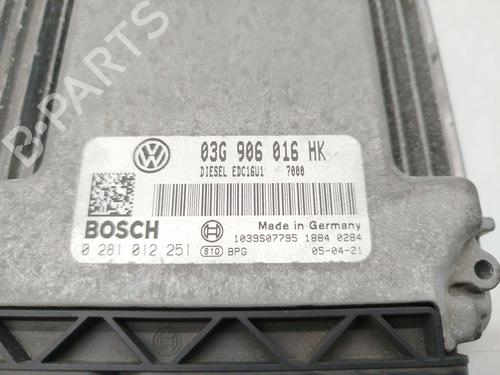 B-PARTS
03G 906 016 HK
DIESEL EDC16U1 7000
BOSCH
Made in Germany
0 281 012 251
1039S07795 1884 0284
810 BPG 05-04-21